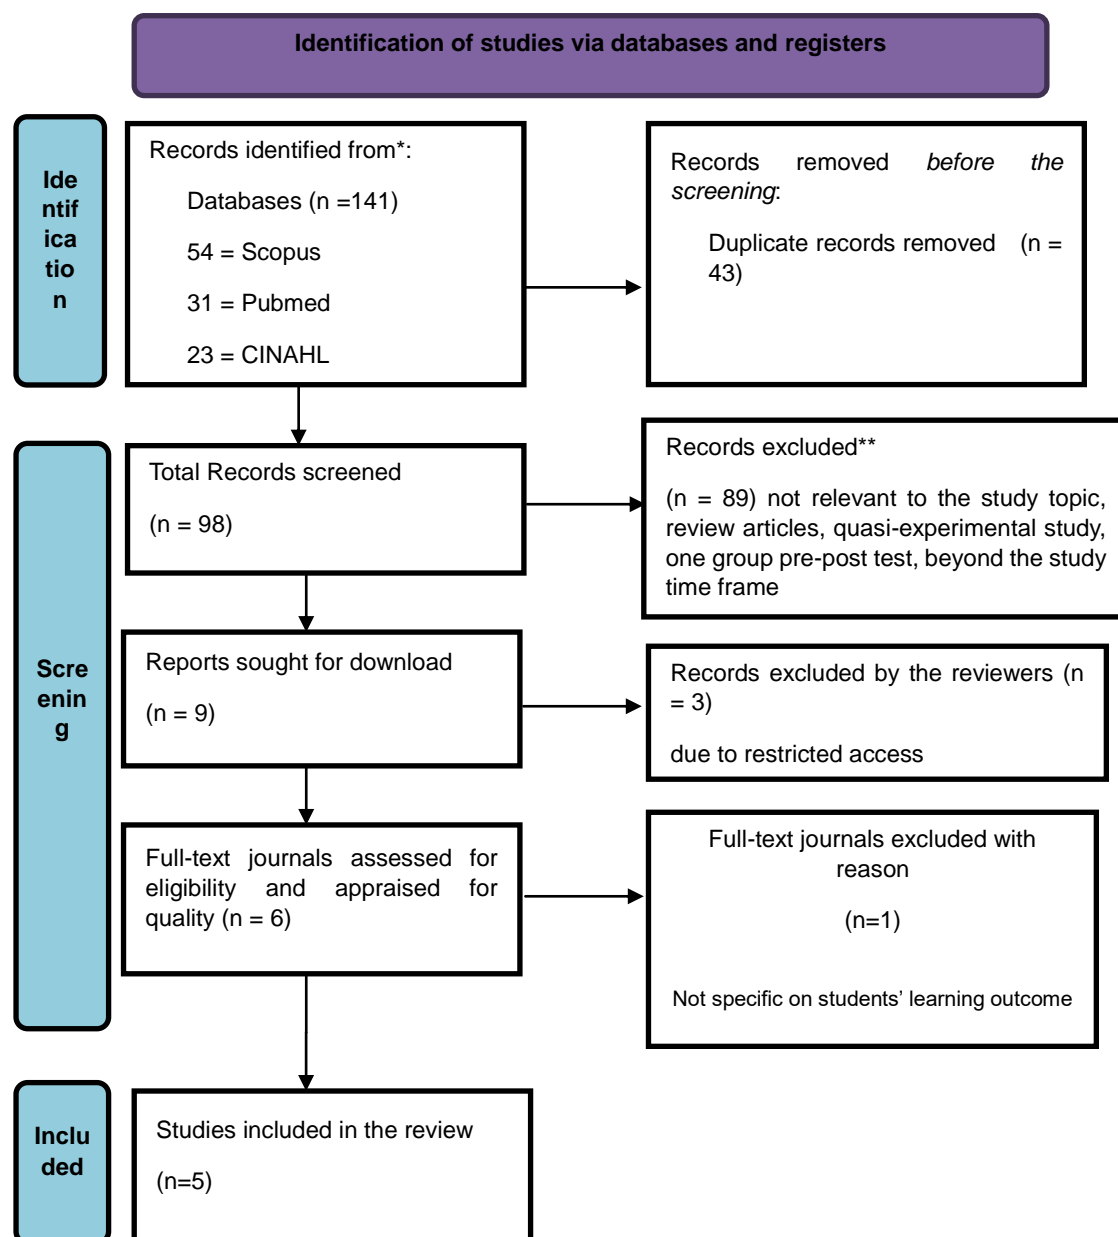 Identification of studies via databases and registers
Ide
ntif
ica
tio
n
Records identified from*:
Databases (n =141)
54 = Scopus
31 = Pubmed
23 = CINAHL
Records removed before the
screening:
Duplicate records removed (n =
43)
Scre
enin
g
Total Records screened
(n = 98)
Records excluded**
(n = 89) not relevant to the study topic,
review articles, quasi-experimental study,
one group pre-post test, beyond the study
time frame
Reports sought for download
(n = 9)
Records excluded by the reviewers (n
= 3)
due to restricted access
Full-text journals assessed for
eligibility and appraised for
quality (n = 6)
Full-text journals excluded with
reason
(n=1)
Not specific on students’ learning outcome
Inclu
ded
Studies included in the review
(n=5)